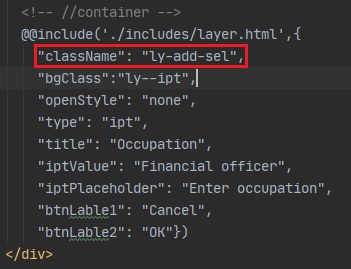 <!-- //container -->
@@include('./includes/layer.html',{
"className": "ly-add-sel",
"bgClass":"ly--ipt",
"openStyle": "none",
"type": "ipt",
"title": "Occupation",
"iptValue": "Financial officer",
"iptPlaceholder": "Enter occupation",
"btnLable1": "Cancel",
"btnLable2": "OK"})
</div>